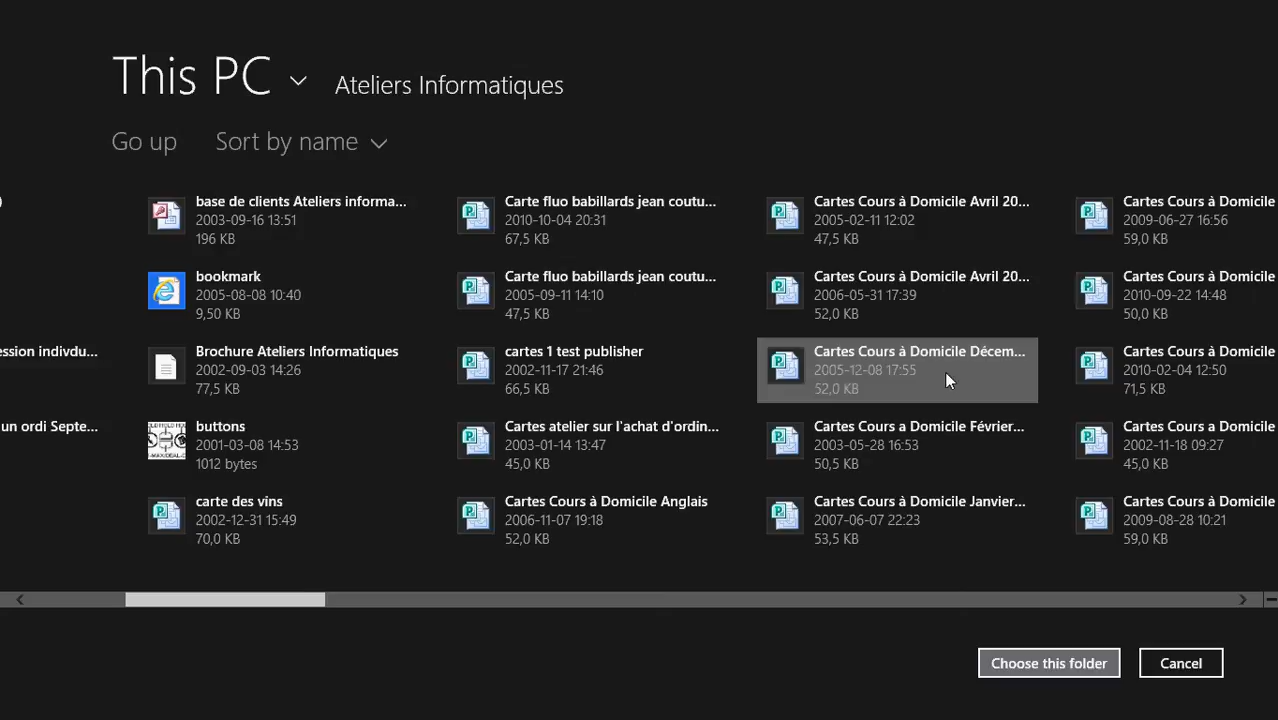 This PC
Ateliers Informatiques
Go up
Sort by name
)
ession indivdu...
un ordi Septe...
base de clients Ateliers informa...
2003-09-16 13:51
196 KB
bookmark
2005-08-08 10:40
9,50 KB
Brochure Ateliers Informatiques
2002-09-03 14:26
77,5 KB
buttons
2001-03-08 14:53
1012 bytes
carte des vins
2002-12-31 15:49
70,0 KB
Carte fluo babillards jean coutu...
2010-10-04 20:31
67,5 KB
Carte fluo babillards jean coutu...
2005-09-11 14:10
47,5 KB
cartes 1 test publisher
2002-11-17 21:46
66,5 KB
Cartes atelier sur l'achat d'ordin...
2003-01-14 13:47
45,0 KB
Cartes Cours à Domicile Anglais
2006-11-07 19:18
52,0 KB
Cartes Cours à Domicile Avril 20...
2005-02-11 12:02
47,5 KB
Cartes Cours à Domicile Avril 20...
2006-05-31 17:39
52,0 KB
Cartes Cours à Domicile Décem...
2005-12-08 17:55
52,0 KB
Cartes Cours a Domicile Février...
2003-05-28 16:53
50,5 KB
Cartes Cours à Domicile Janvier...
2007-06-07 22:23
53,5 KB
Cartes Cours à Domicile
2009-06-27 16:56
59,0 KB
Cartes Cours à Domicile
2010-09-22 14:48
50,0 KB
Cartes Cours à Domicile
2010-02-04 12:50
71,5 KB
Cartes Cours a Domicile
2002-11-18 09:27
45,0 KB
Cartes Cours à Domicile
2009-08-28 10:21
59,0 KB
Choose this folder
Cancel